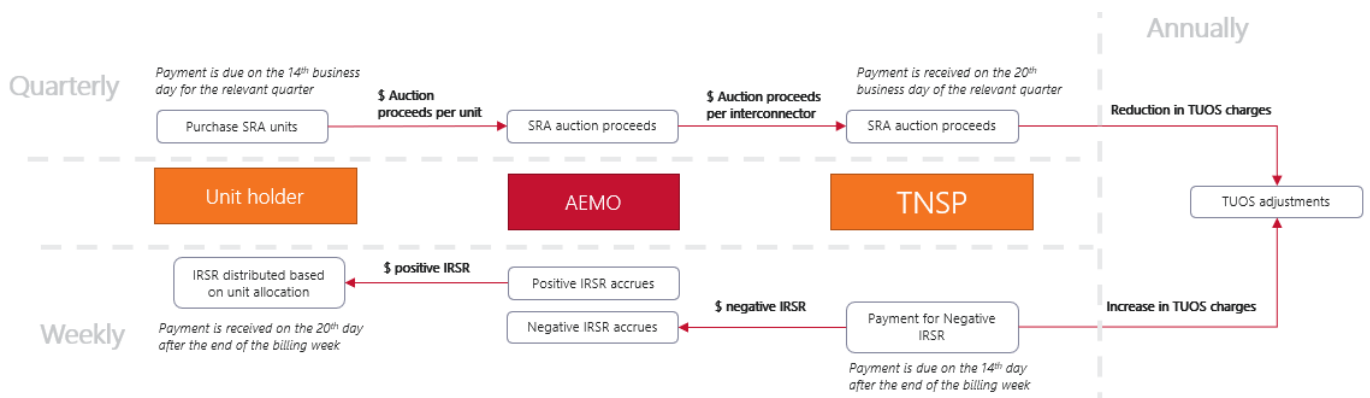 Annually
Quarterly
Payment is due on the 14th business
day for the relevant quarter
$ Auction
proceeds per unit
$ Auction proceeds
per interconnector
Payment is received on the 20th
business day of the relevant quarter
Purchase SRA units
SRA auction proceeds
SRA auction proceeds
Reduction in TUOS charges
Unit holder
AEMO
TNSP
TUOS adjustments
Weekly
IRSR distributed based
on unit allocation
$ positive IRSR
Positive IRSR accrues
Negative IRSR accrues
$ negative IRSR
Payment for Negative
IRSR
Increase in TUOS charges
Payment is received on the 20th day
after the end of the billing week
Payment is due on the 14th day
after the end of the billing week